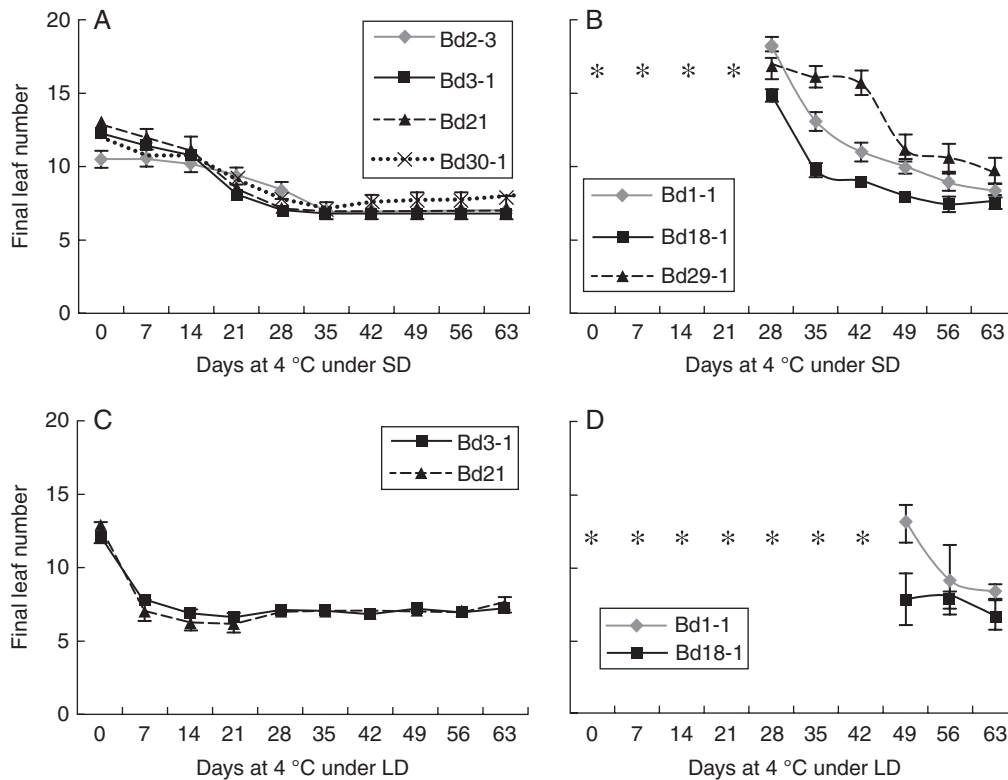 A
Final leaf number
20
15
10
5
0
Bd2-3
Bd3-1
Bd21
Bd30-1
0 7 14 21 28 35 42 49 56 63
Days at 4 °C under SD
B
* * * *
Bd1-1
Bd18-1
Bd29-1
0 7 14 21 28 35 42 49 56 63
Days at 4 °C under SD
C
Final leaf number
20
15
10
5
0
Bd3-1
Bd21
0 7 14 21 28 35 42 49 56 63
Days at 4 °C under LD
D
* * * * * * *
Bd1-1
Bd18-1
0 7 14 21 28 35 42 49 56 63
Days at 4 °C under LD